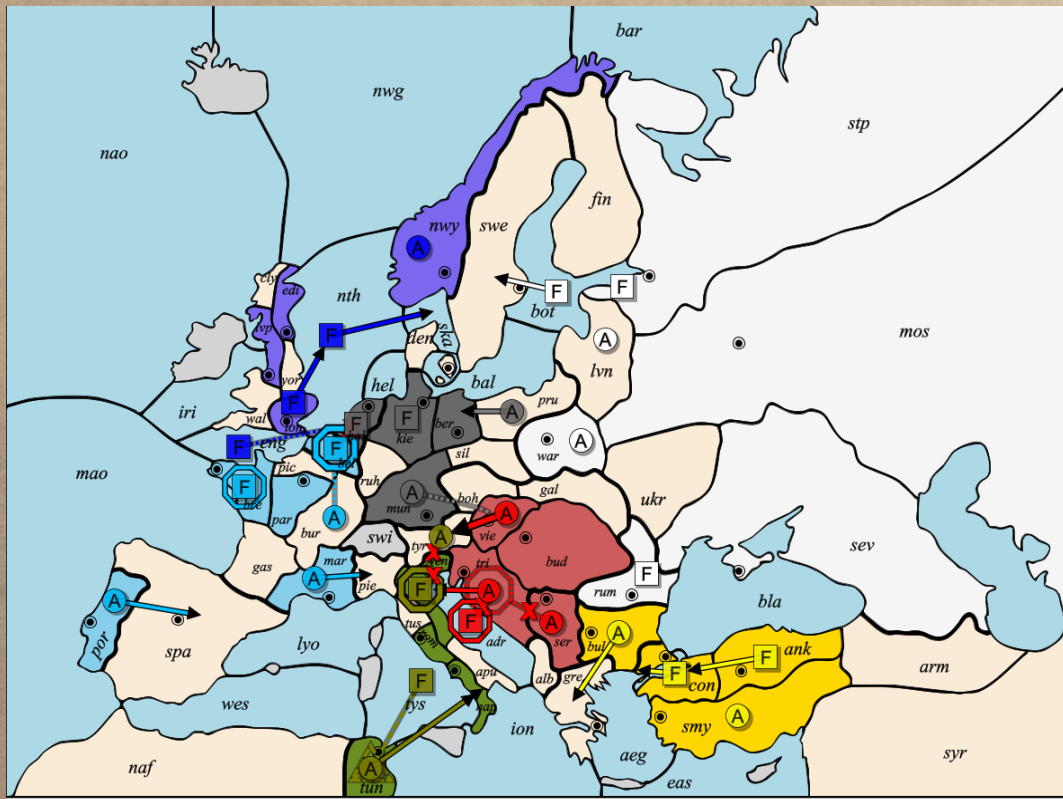 bar
nwg
stp
nao
fin
nwy
swe
A
cly
edi
nth
F
F
bot
F
ska
mos
lvp
den
A
lvn
yor
hel
bal
pru
iri
wal
F
lon
F
F
kie
ber
A
war
A
F
eng
bel
F
sil
mao
pic
ruh
gal
ukr
F
bre
A
mun
boh
A
par
A
bur
vie
swi
A
tyr
bud
sev
gas
mar
A
pie
ven
F
tri
A
F
rum
bla
A
por
tus
F
adr
A
ser
bul
A
spa
lyo
rom
F
ank
apu
alb
gre
F
con
arm
wes
F
tys
nap
ion
smy
A
aeg
naf
A
tun
eas
syr